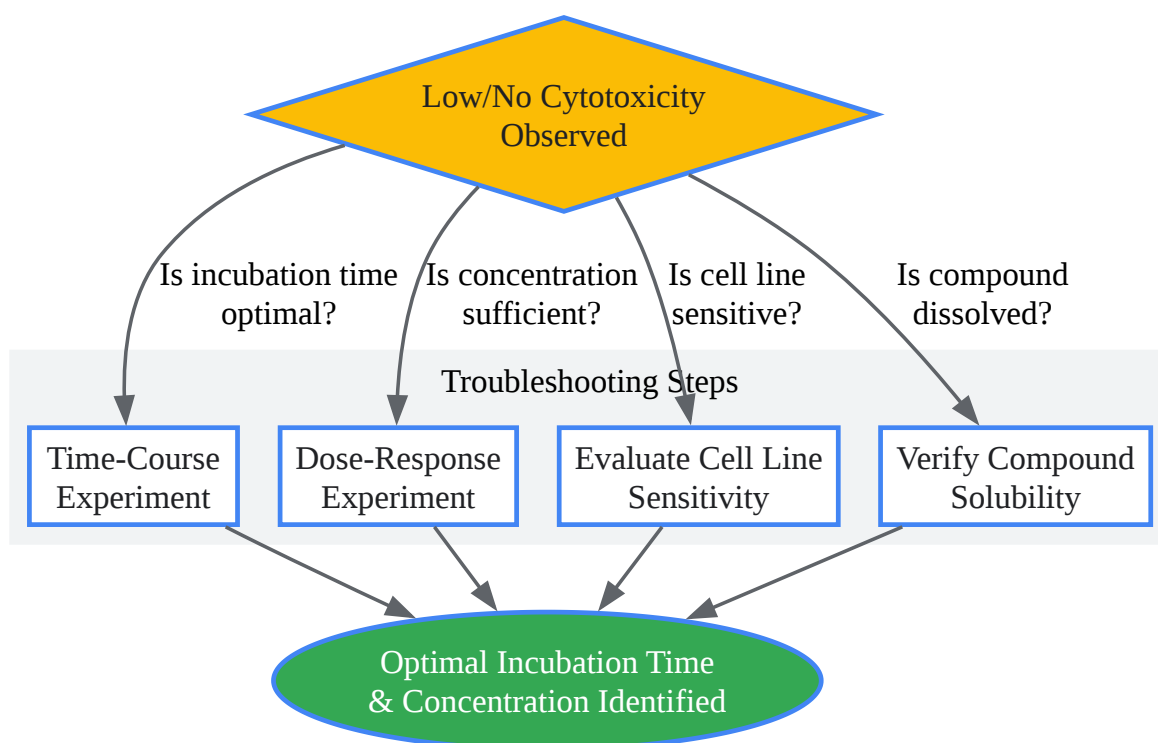 Low/No Cytotoxicity
Observed
Is incubation time
optimal?
Is concentration
sufficient?
Is cell line
sensitive?
Is compound
dissolved?
Troubleshooting Steps
Time-Course
Experiment
Dose-Response
Experiment
Evaluate Cell Line
Sensitivity
Verify Compound
Solubility
Optimal Incubation Time
& Concentration Identified